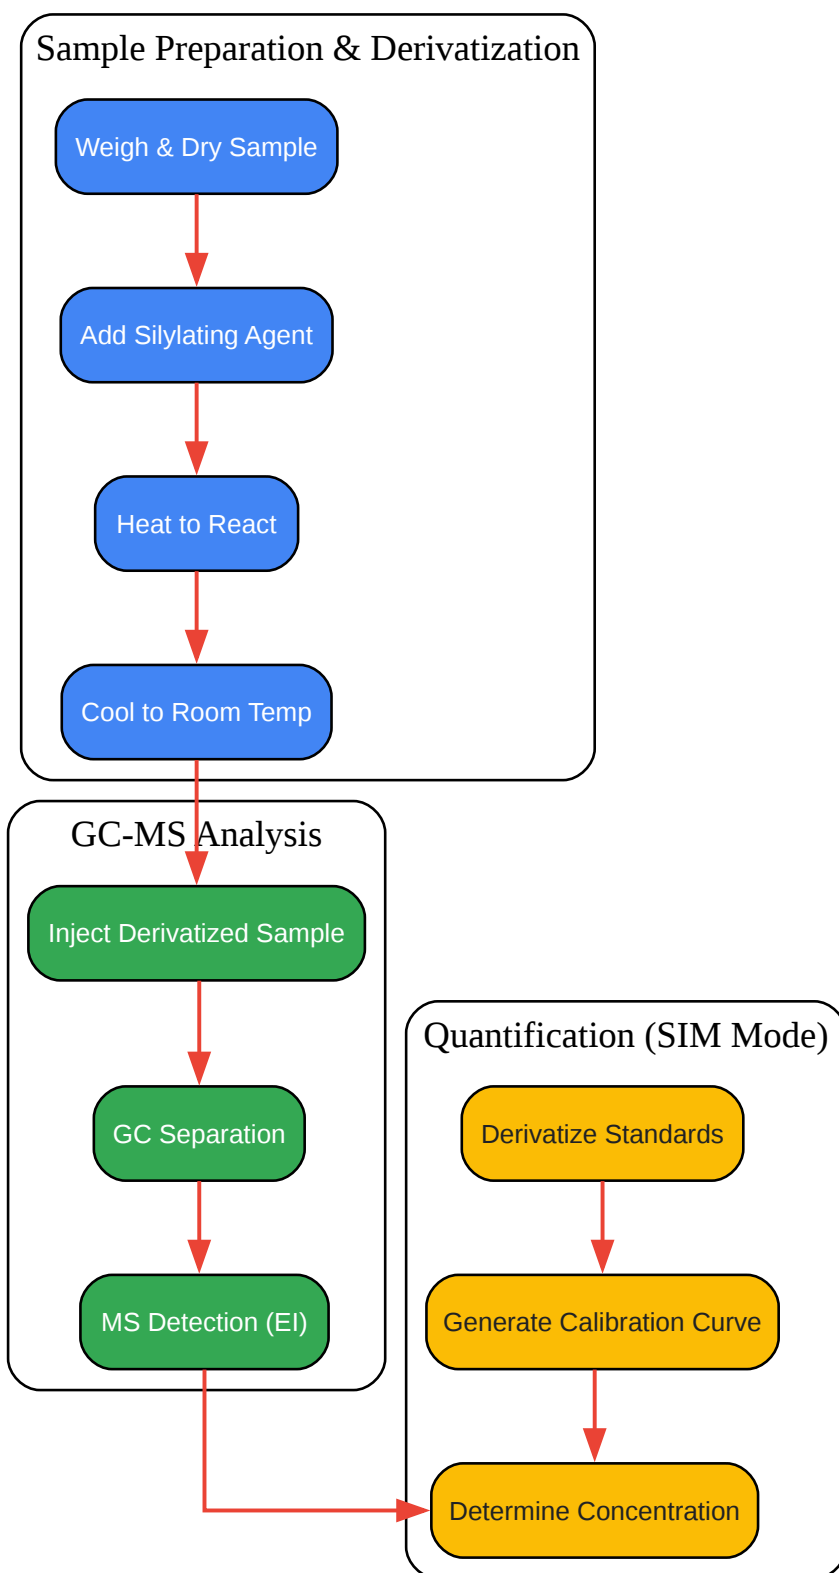 Sample Preparation & Derivatization
Weigh & Dry Sample
Add Silylating Agent
Heat to React
Cool to Room Temp
GC-MS Analysis
Inject Derivatized Sample
GC Separation
MS Detection (EI)
Quantification (SIM Mode)
Derivatize Standards
Generate Calibration Curve
Determine Concentration